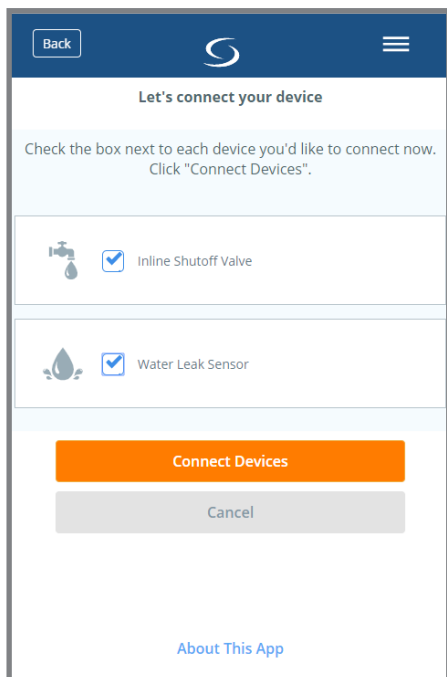 Back
Let's connect your device
Check the box next to each device you'd like to connect now.
Click "Connect Devices".
Inline Shutoff Valve
Water Leak Sensor
Connect Devices
Cancel
About This App